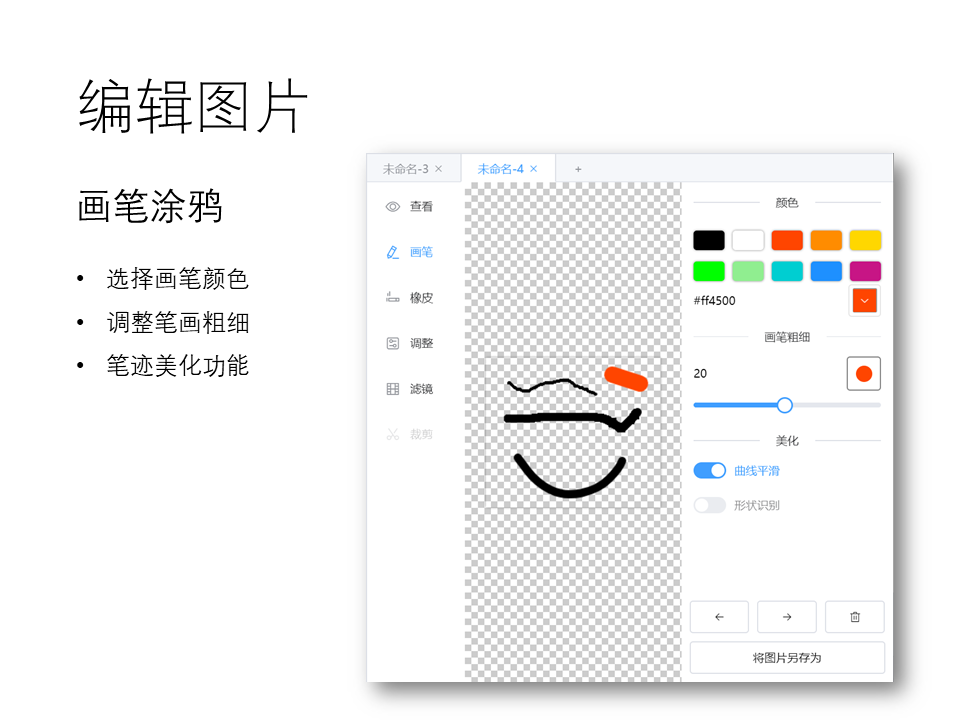 编辑图片
画笔涂鸦
• 选择画笔颜色
• 调整笔画粗细
• 笔迹美化功能
未命名-3 × 未命名-4 × +
查看
画笔
橡皮
调整
滤镜
裁剪
颜色
#ff4500
画笔粗细
20
美化
曲线平滑
形状识别
← →
将图片另存为